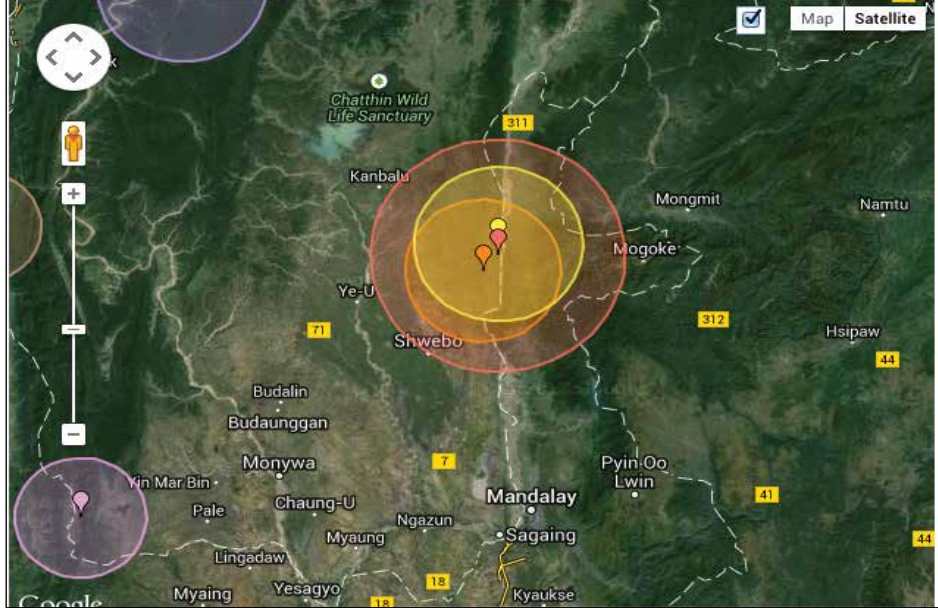 Map
Satellite
k
Chatthin Wild
Life Sanctuary
311
Kanbalu
Mongmit
Namtu
Mogoke
Ye-U
71
312
Shwebo
Hsipaw
44
Budalin
Budaunggan
7
Monywa
Pyin Oo
Lwin
Yin Mar Bin
Mandalay
41
Pale
Chaung-U
Ngazun
Myaung
Sagaing
44
Lingadaw
18
Myaing
Yesagyo
18
Kyaukse
Google